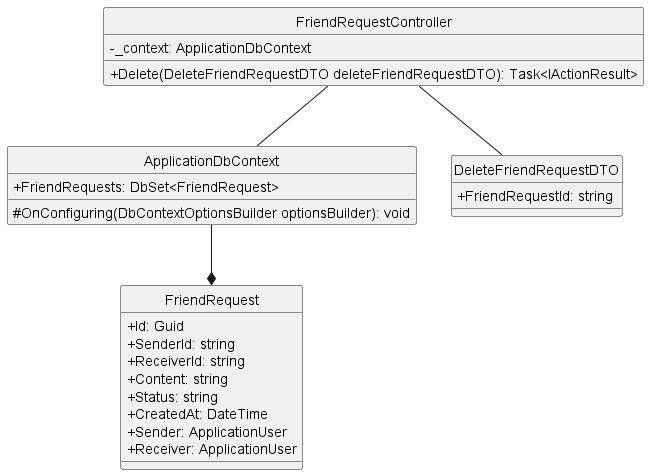 FriendRequestController
-_context: ApplicationDbContext
+Delete(DeleteFriendRequestDTO deleteFriendRequestDTO): Task<IActionResult>
ApplicationDbContext
+FriendRequests: DbSet<FriendRequest>
#OnConfiguring(DbContextOptionsBuilder optionsBuilder): void
DeleteFriendRequestDTO
+FriendRequestId: string
FriendRequest
+Id: Guid
+SenderId: string
+ReceiverId: string
+Content: string
+Status: string
+CreatedAt: DateTime
+Sender: ApplicationUser
+Receiver: ApplicationUser